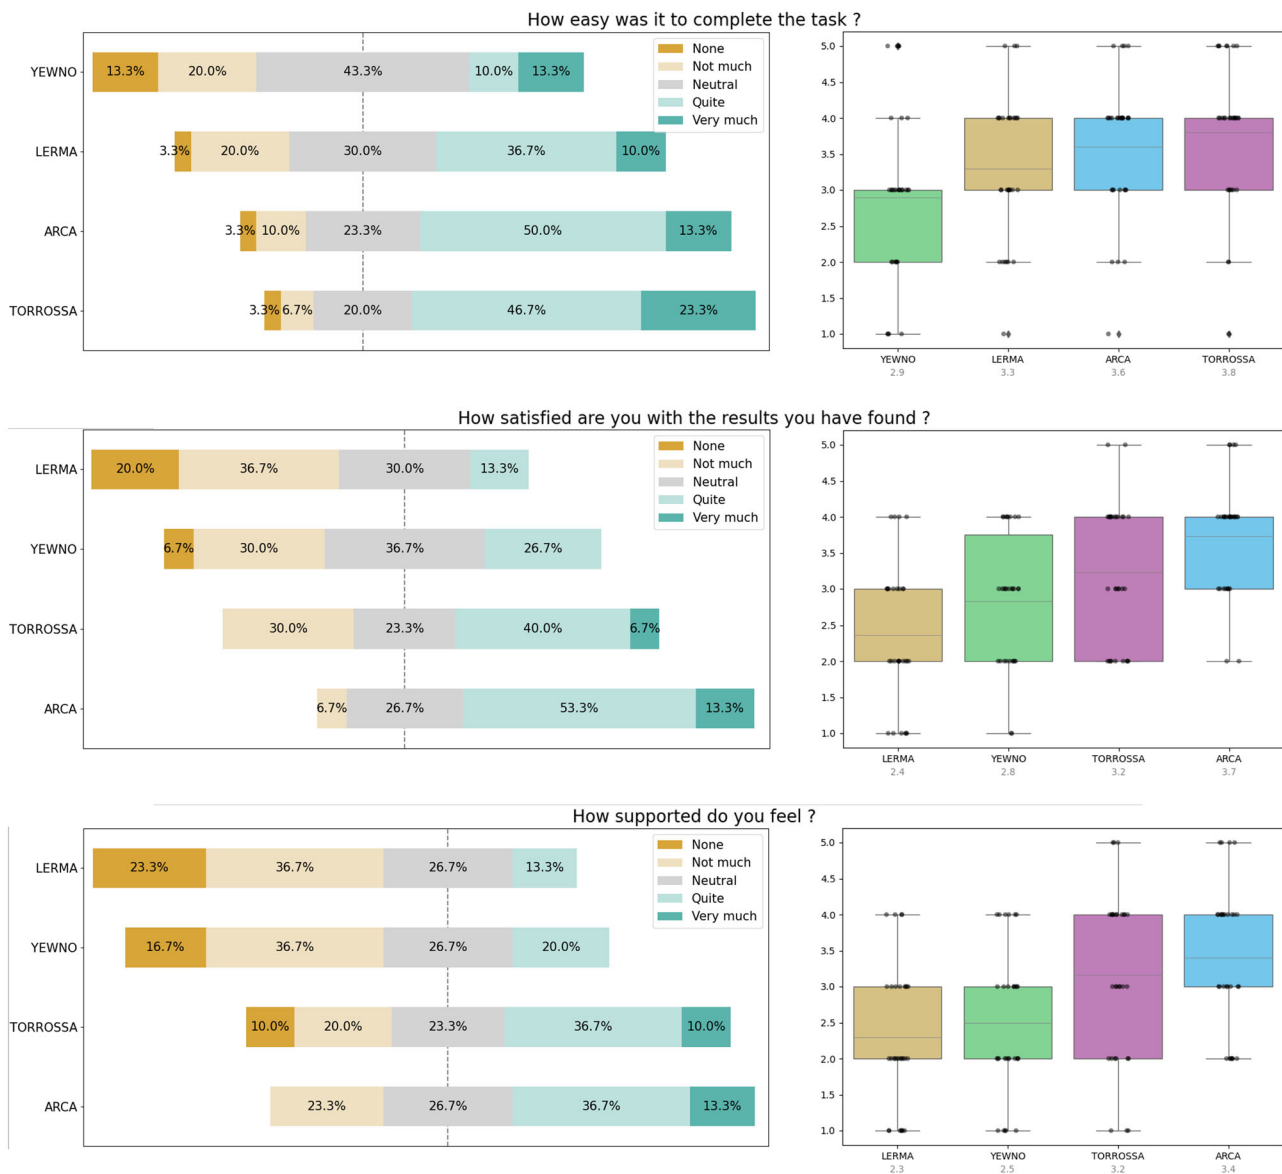 How easy was it to complete the task ?
None
Not much
Neutral
Quite
Very much
YEWNO
13.3% 20.0% 43.3% 10.0% 13.3%
LERMA
3.3% 20.0% 30.0% 36.7% 10.0%
ARCA
3.3% 10.0% 23.3% 50.0% 13.3%
TORROSSA
3.3% 6.7% 20.0% 46.7% 23.3%
5.0
4.5
4.0
3.5
3.0
2.5
2.0
1.5
1.0
YEWNO LERMA ARCA TORROSSA
2.9 3.3 3.6 3.8
How satisfied are you with the results you have found ?
None
Not much
Neutral
Quite
Very much
LERMA
20.0% 36.7% 30.0% 13.3%
YEWNO
6.7% 30.0% 36.7% 26.7%
TORROSSA
30.0% 23.3% 40.0% 6.7%
ARCA
6.7% 26.7% 53.3% 13.3%
5.0
4.5
4.0
3.5
3.0
2.5
2.0
1.5
1.0
LERMA YEWNO TORROSSA ARCA
2.4 2.8 3.2 3.7
How supported do you feel ?
None
Not much
Neutral
Quite
Very much
LERMA
23.3% 36.7% 26.7% 13.3%
YEWNO
16.7% 36.7% 26.7% 20.0%
TORROSSA
10.0% 20.0% 23.3% 36.7% 10.0%
ARCA
23.3% 26.7% 36.7% 13.3%
5.0
4.5
4.0
3.5
3.0
2.5
2.0
1.5
1.0
LERMA YEWNO TORROSSA ARCA
2.3 2.5 3.2 3.4